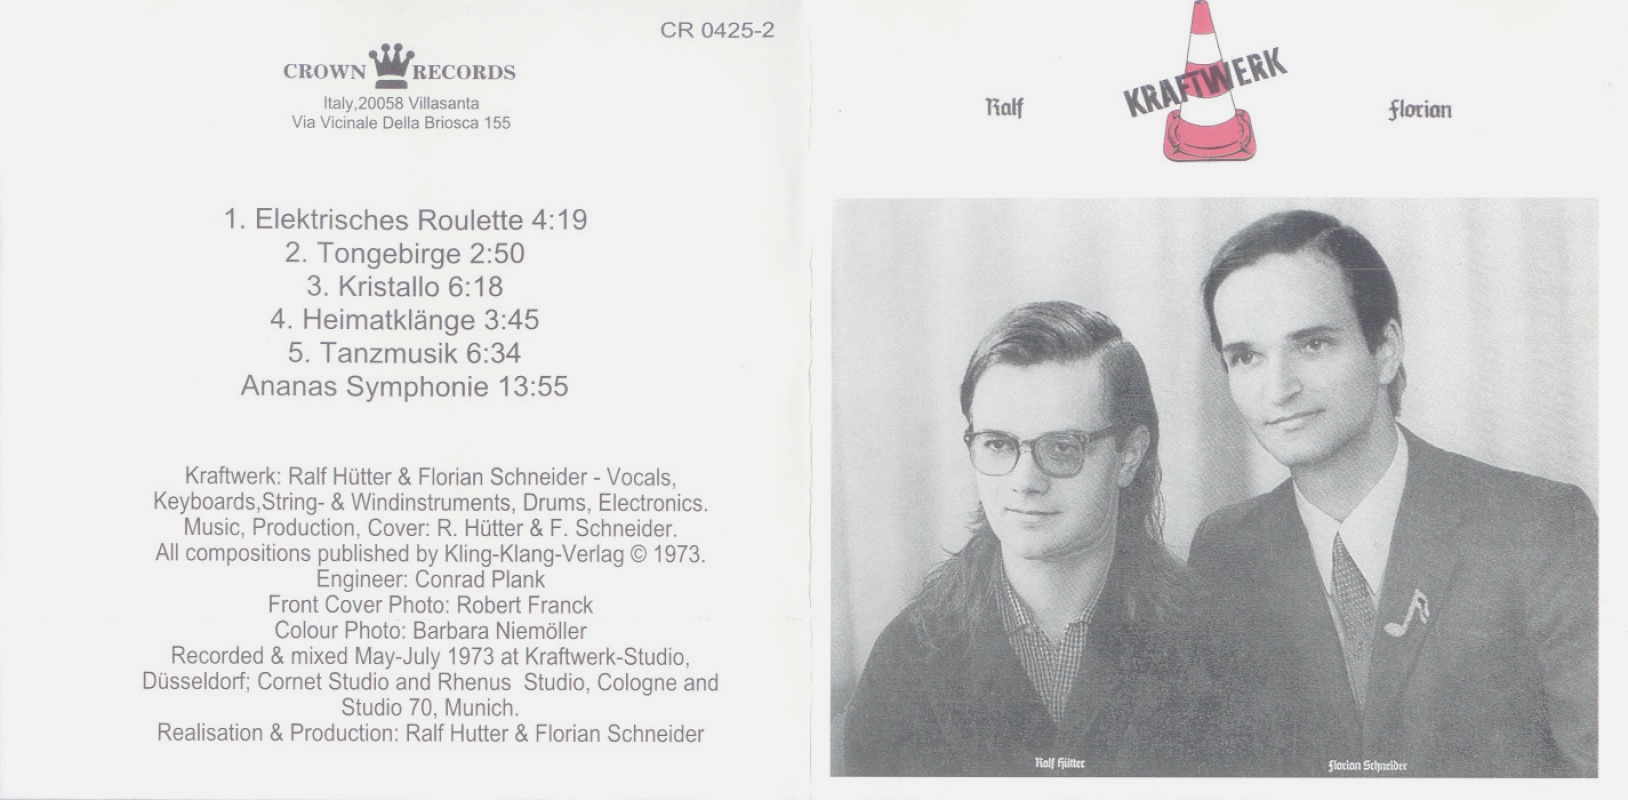 CR 0425-2
CROWN RECORDS
Italy,20058 Villasanta
Via Vicinale Della Briosca 155
1. Elektrisches Roulette 4:19
2. Tongebirge 2:50
3. Kristallo 6:18
4. Heimatklänge 3:45
5. Tanzmusik 6:34
Ananas Symphonie 13:55
Kraftwerk: Ralf Hütter & Florian Schneider - Vocals,
Keyboards,String- & Windinstruments, Drums, Electronics.
Music, Production, Cover: R. Hütter & F. Schneider.
All compositions published by Kling-Klang-Verlag © 1973.
Engineer: Conrad Plank
Front Cover Photo: Robert Franck
Colour Photo: Barbara Niemöller
Recorded & mixed May-July 1973 at Kraftwerk-Studio,
Düsseldorf; Cornet Studio and Rhenus Studio, Cologne and
Studio 70, Munich.
Realisation & Production: Ralf Hutter & Florian Schneider
KRAFTWERK
Ralf
Florian
Ralf Hütter
Florian Schneider